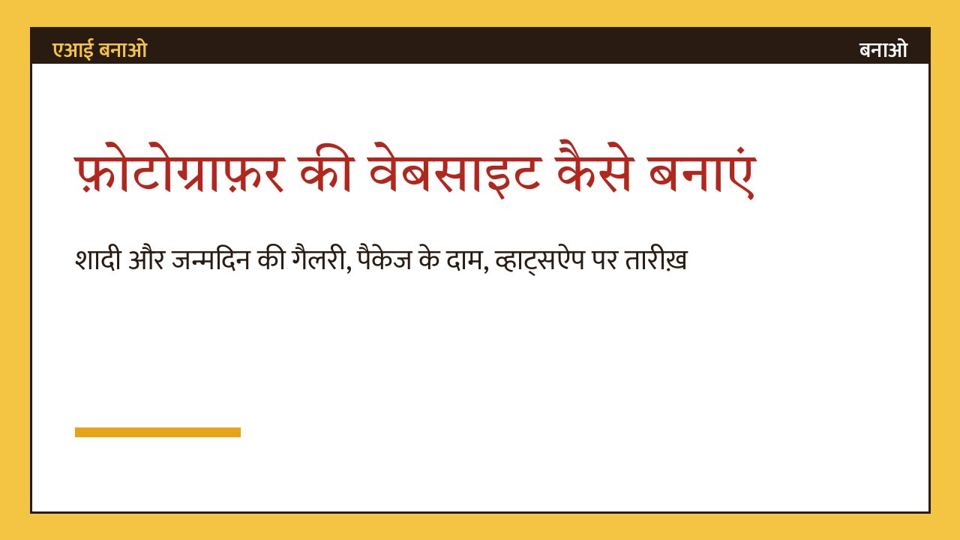 एआई बनाओ
बनाओ
फ़ोटोग्राफ़र की वेबसाइट कैसे बनाएं
शादी और जन्मदिन की गैलरी, पैकेज के दाम, व्हाट्सऐप पर तारीख़